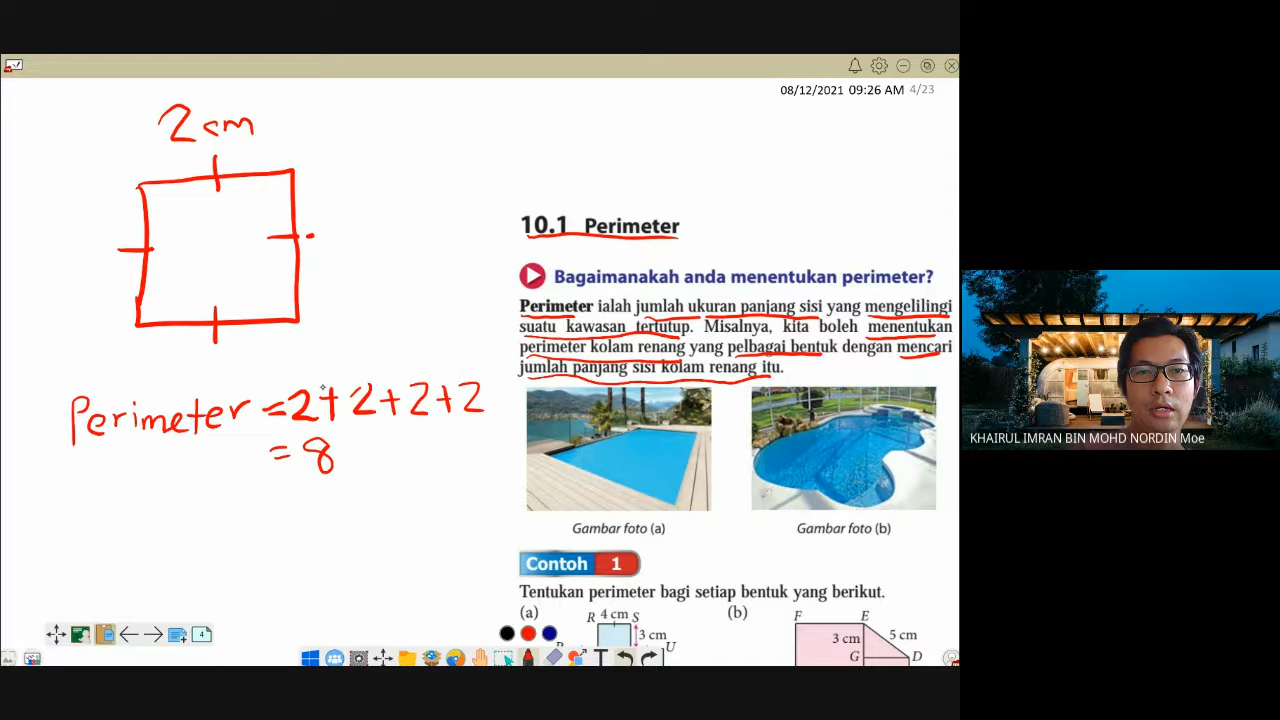 08/12/2021 09:26 AM 4/23
2 cm
Perimeter = 2 + 2 + 2 + 2
= 8
10.1 Perimeter
Bagaimanakah anda menentukan perimeter?
Perimeter ialah jumlah ukuran panjang sisi yang mengelilingi
suatu kawasan tertutup. Misalnya, kita boleh menentukan
perimeter kolam renang yang pelbagai bentuk dengan mencari
jumlah panjang sisi kolam renang itu.
Gambar foto (a)
Gambar foto (b)
Contoh 1
Tentukan perimeter bagi setiap bentuk yang berikut.
(a)
R 4 cm S
3 cm
U
(b)
F E
3 cm 5 cm
G D
4
T
KHAIRUL IMRAN BIN MOHD NORDIN Moe